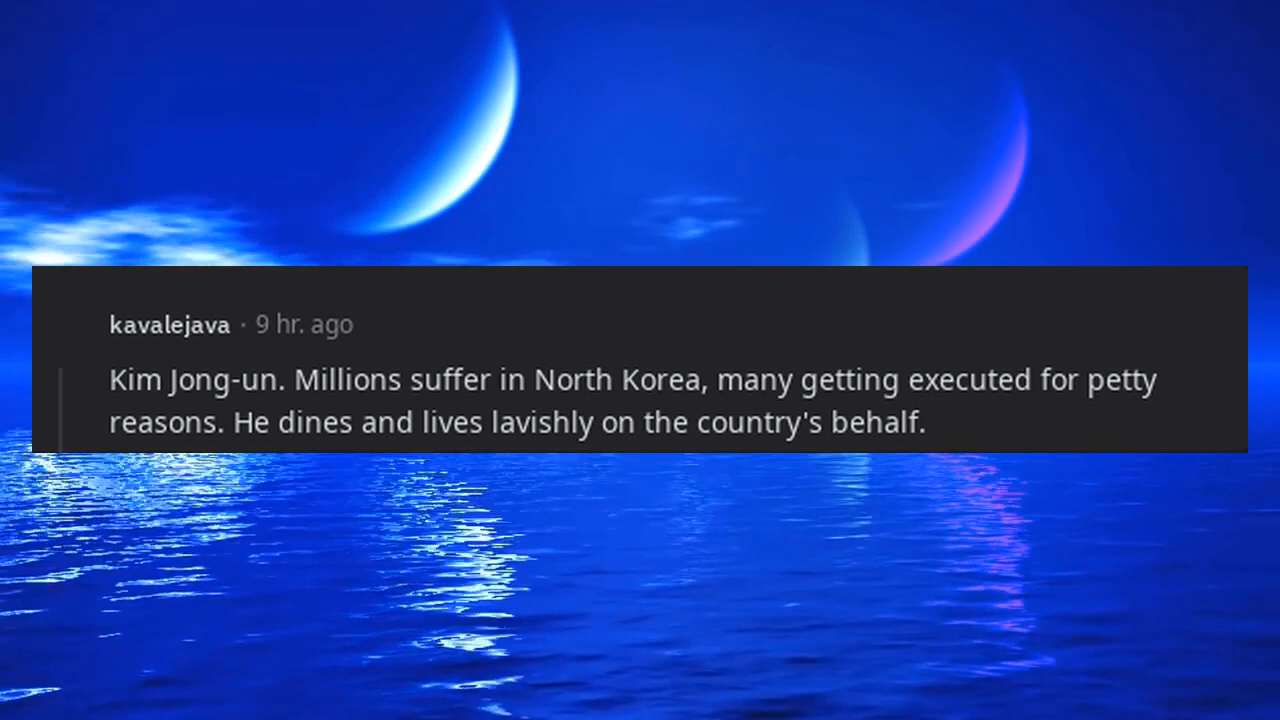 kavalejava · 9 hr. ago
Kim Jong-un. Millions suffer in North Korea, many getting executed for petty
reasons. He dines and lives lavishly on the country's behalf.